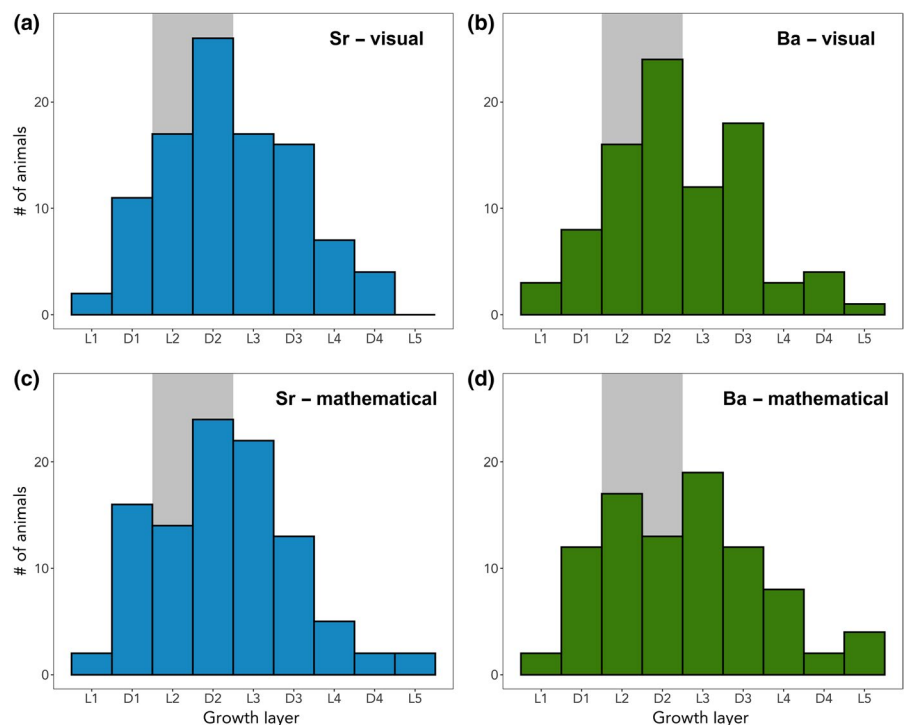 (a)
Sr – visual
# of animals
20
10
0
L1 D1 L2 D2 L3 D3 L4 D4 L5
(b)
Ba – visual
20
10
0
L1 D1 L2 D2 L3 D3 L4 D4 L5
(c)
Sr – mathematical
# of animals
20
10
0
L1 D1 L2 D2 L3 D3 L4 D4 L5
Growth layer
(d)
Ba – mathematical
20
10
0
L1 D1 L2 D2 L3 D3 L4 D4 L5
Growth layer